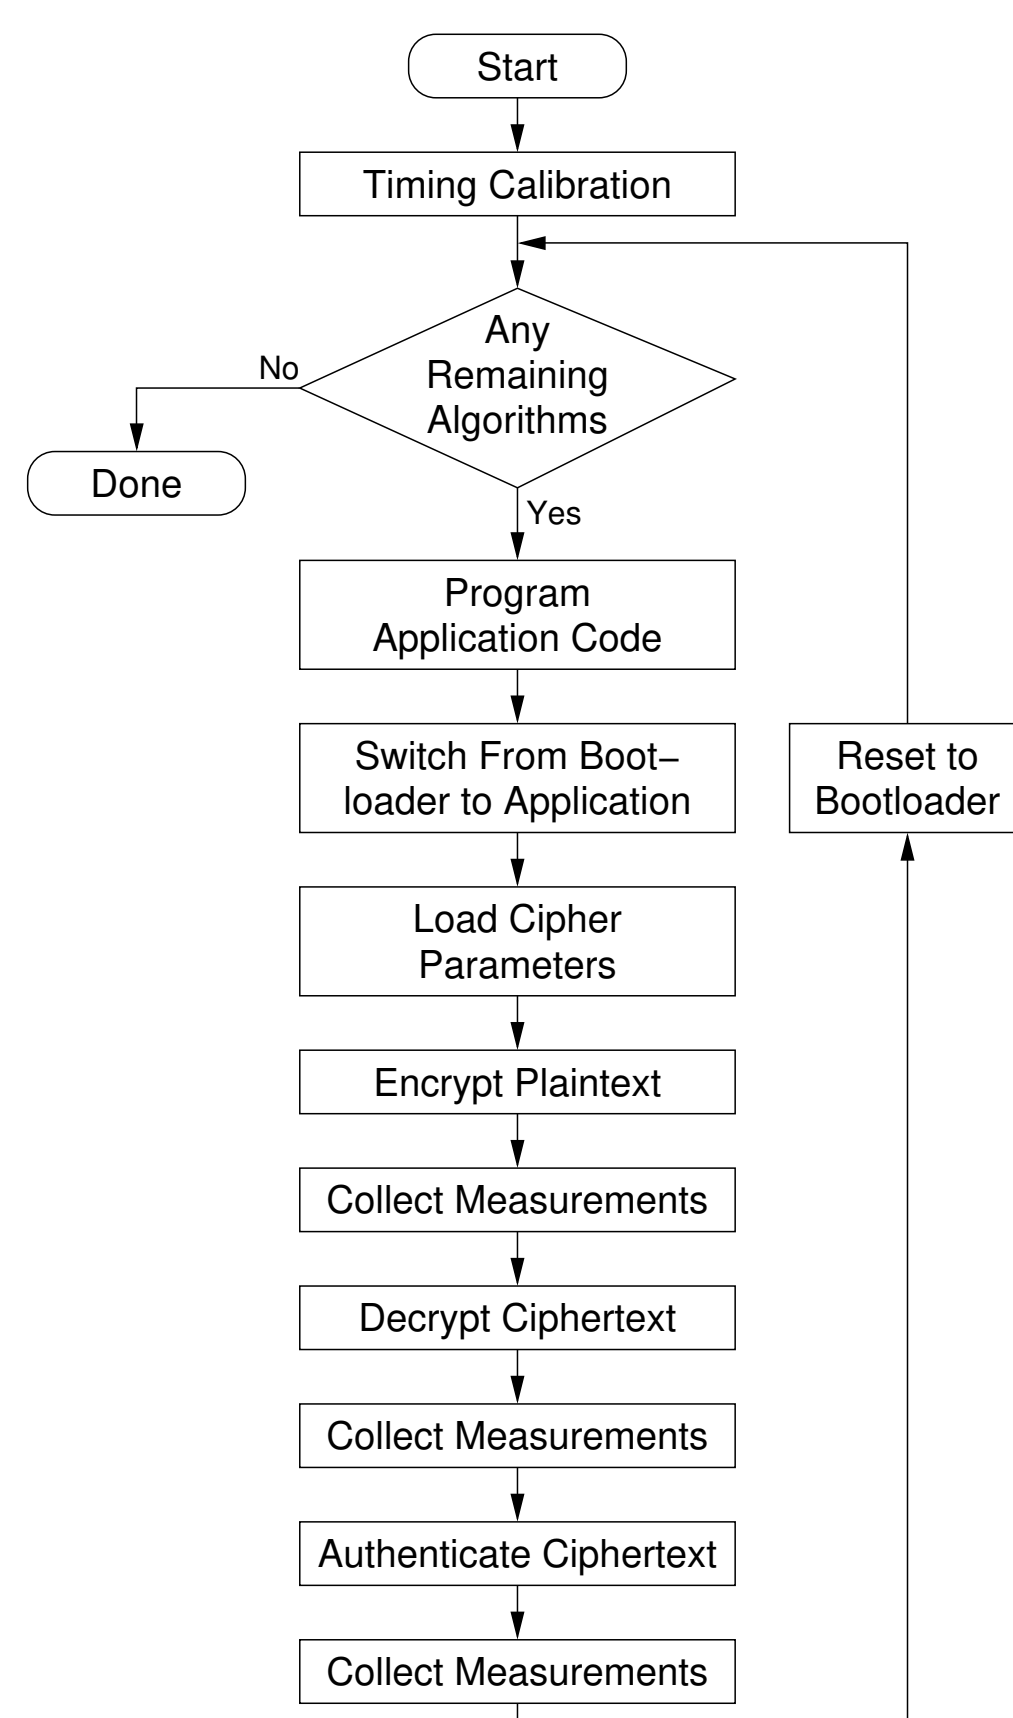 Start
Timing Calibration
Any
Remaining
Algorithms
No
Done
Yes
Program
Application Code
Switch From Boot–
loader to Application
Reset to
Bootloader
Load Cipher
Parameters
Encrypt Plaintext
Collect Measurements
Decrypt Ciphertext
Collect Measurements
Authenticate Ciphertext
Collect Measurements